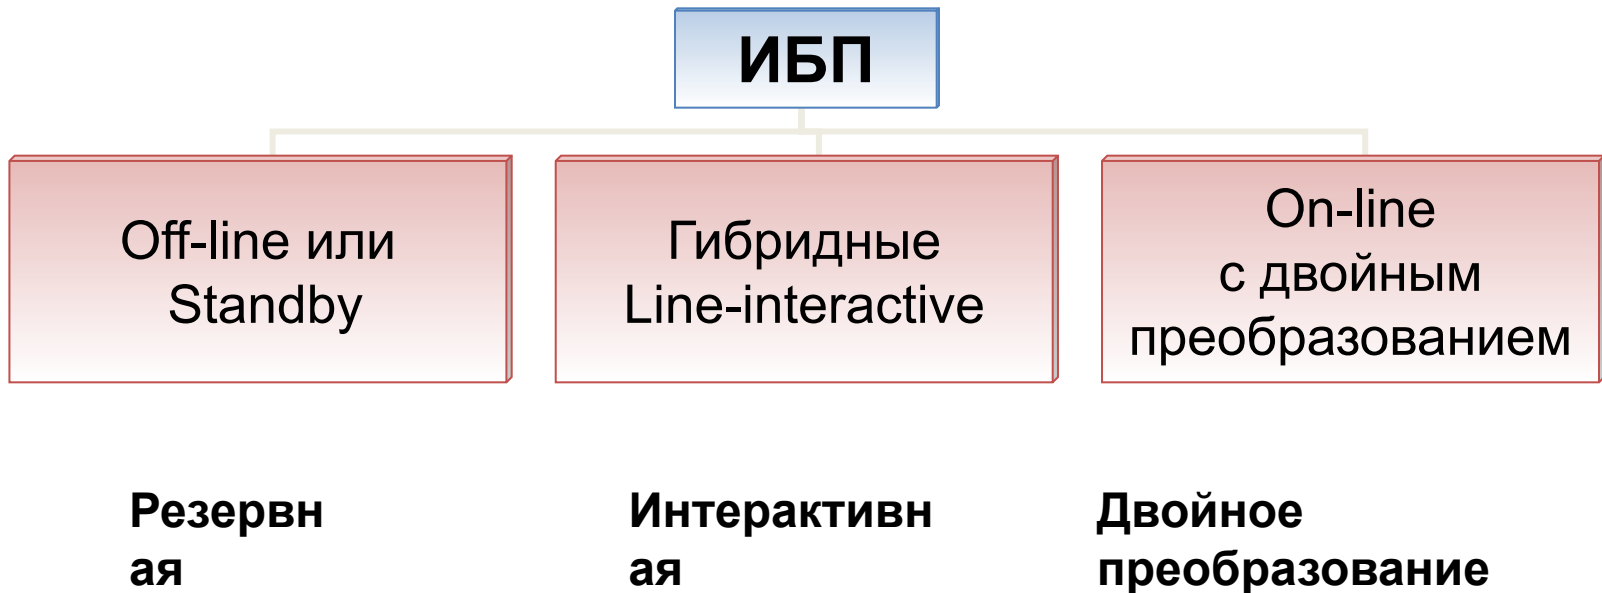 ИБП
Off-line или
Standby
Гибридные
Line-interactive
On-line
с двойным
преобразованием
Резервн
ая
Интерактивн
ая
Двойное
преобразование